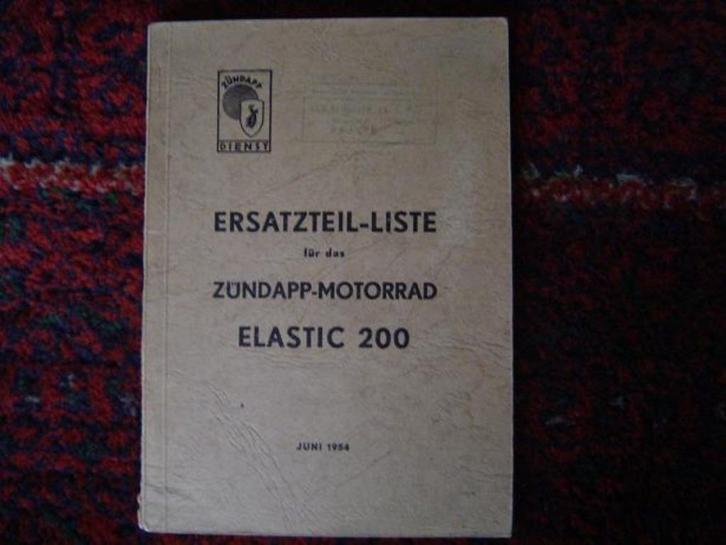 ZÜNDAPP
DIENST
ERSATZTEIL-LISTE
für das
ZÜNDAPP-MOTORRAD
ELASTIC 200
JUNI 1954